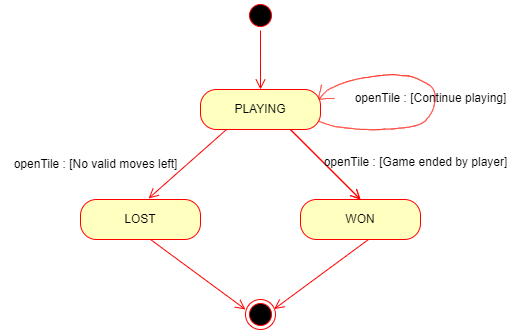 PLAYING
openTile : [Continue playing]
openTile : [No valid moves left]
openTile : [Game ended by player]
LOST
WON